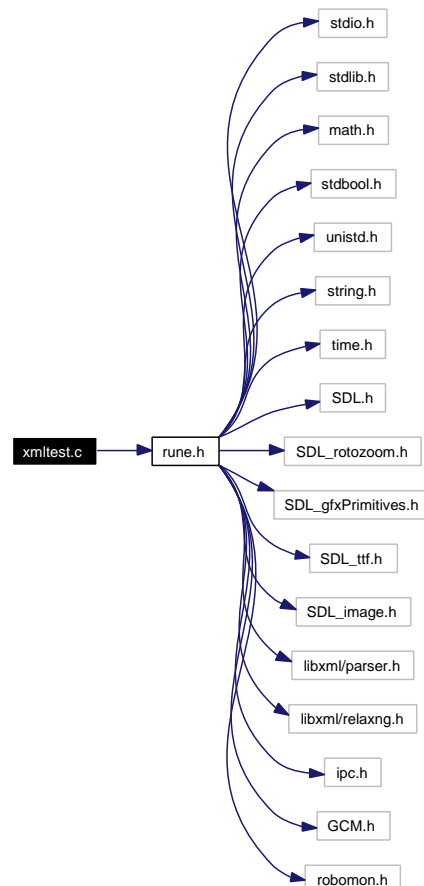 stdio.h
stdlib.h
math.h
stdbool.h
unistd.h
string.h
time.h
SDL.h
xmltest.c
rune.h
SDL_rotozoom.h
SDL_gfxPrimitives.h
SDL_ttf.h
SDL_image.h
libxml/parser.h
libxml/relaxng.h
ipc.h
GCM.h
robomon.h